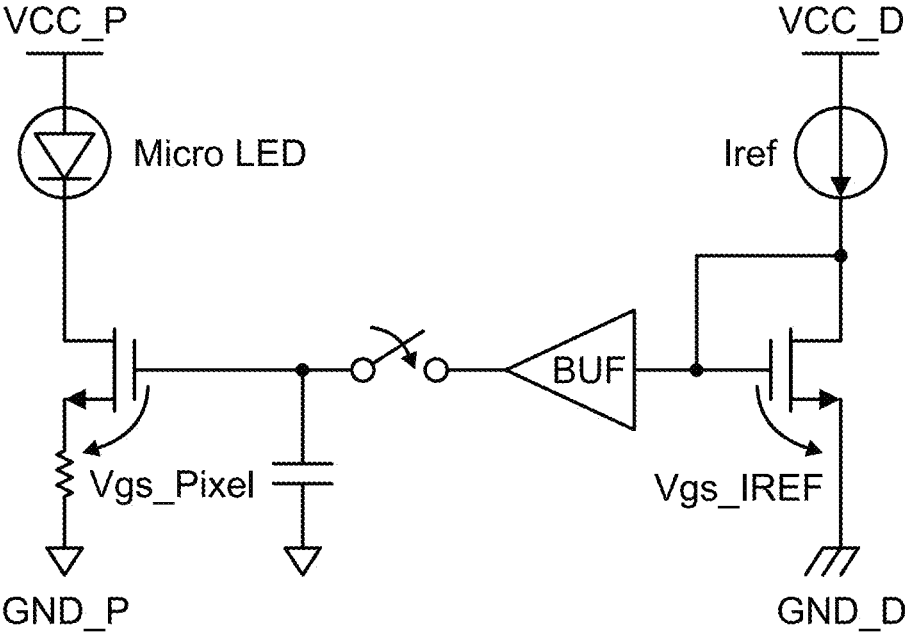 VCC_P
VCC_D
Micro LED
Iref
BUF
Vgs_Pixel
Vgs_IREF
GND_P
GND_D